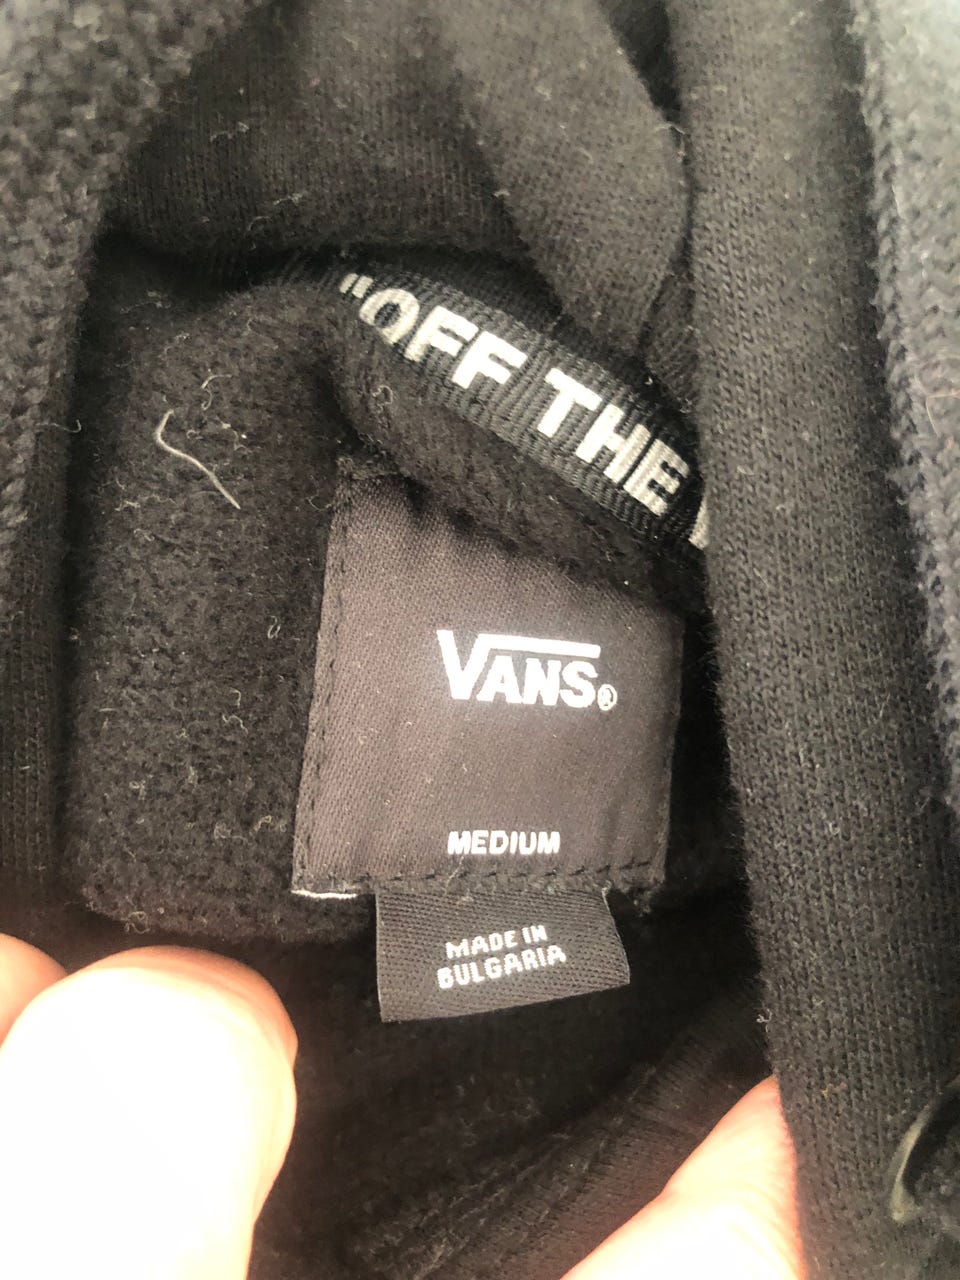 "OFF THE
VANS®
MEDIUM
MADE IN
BULGARIA